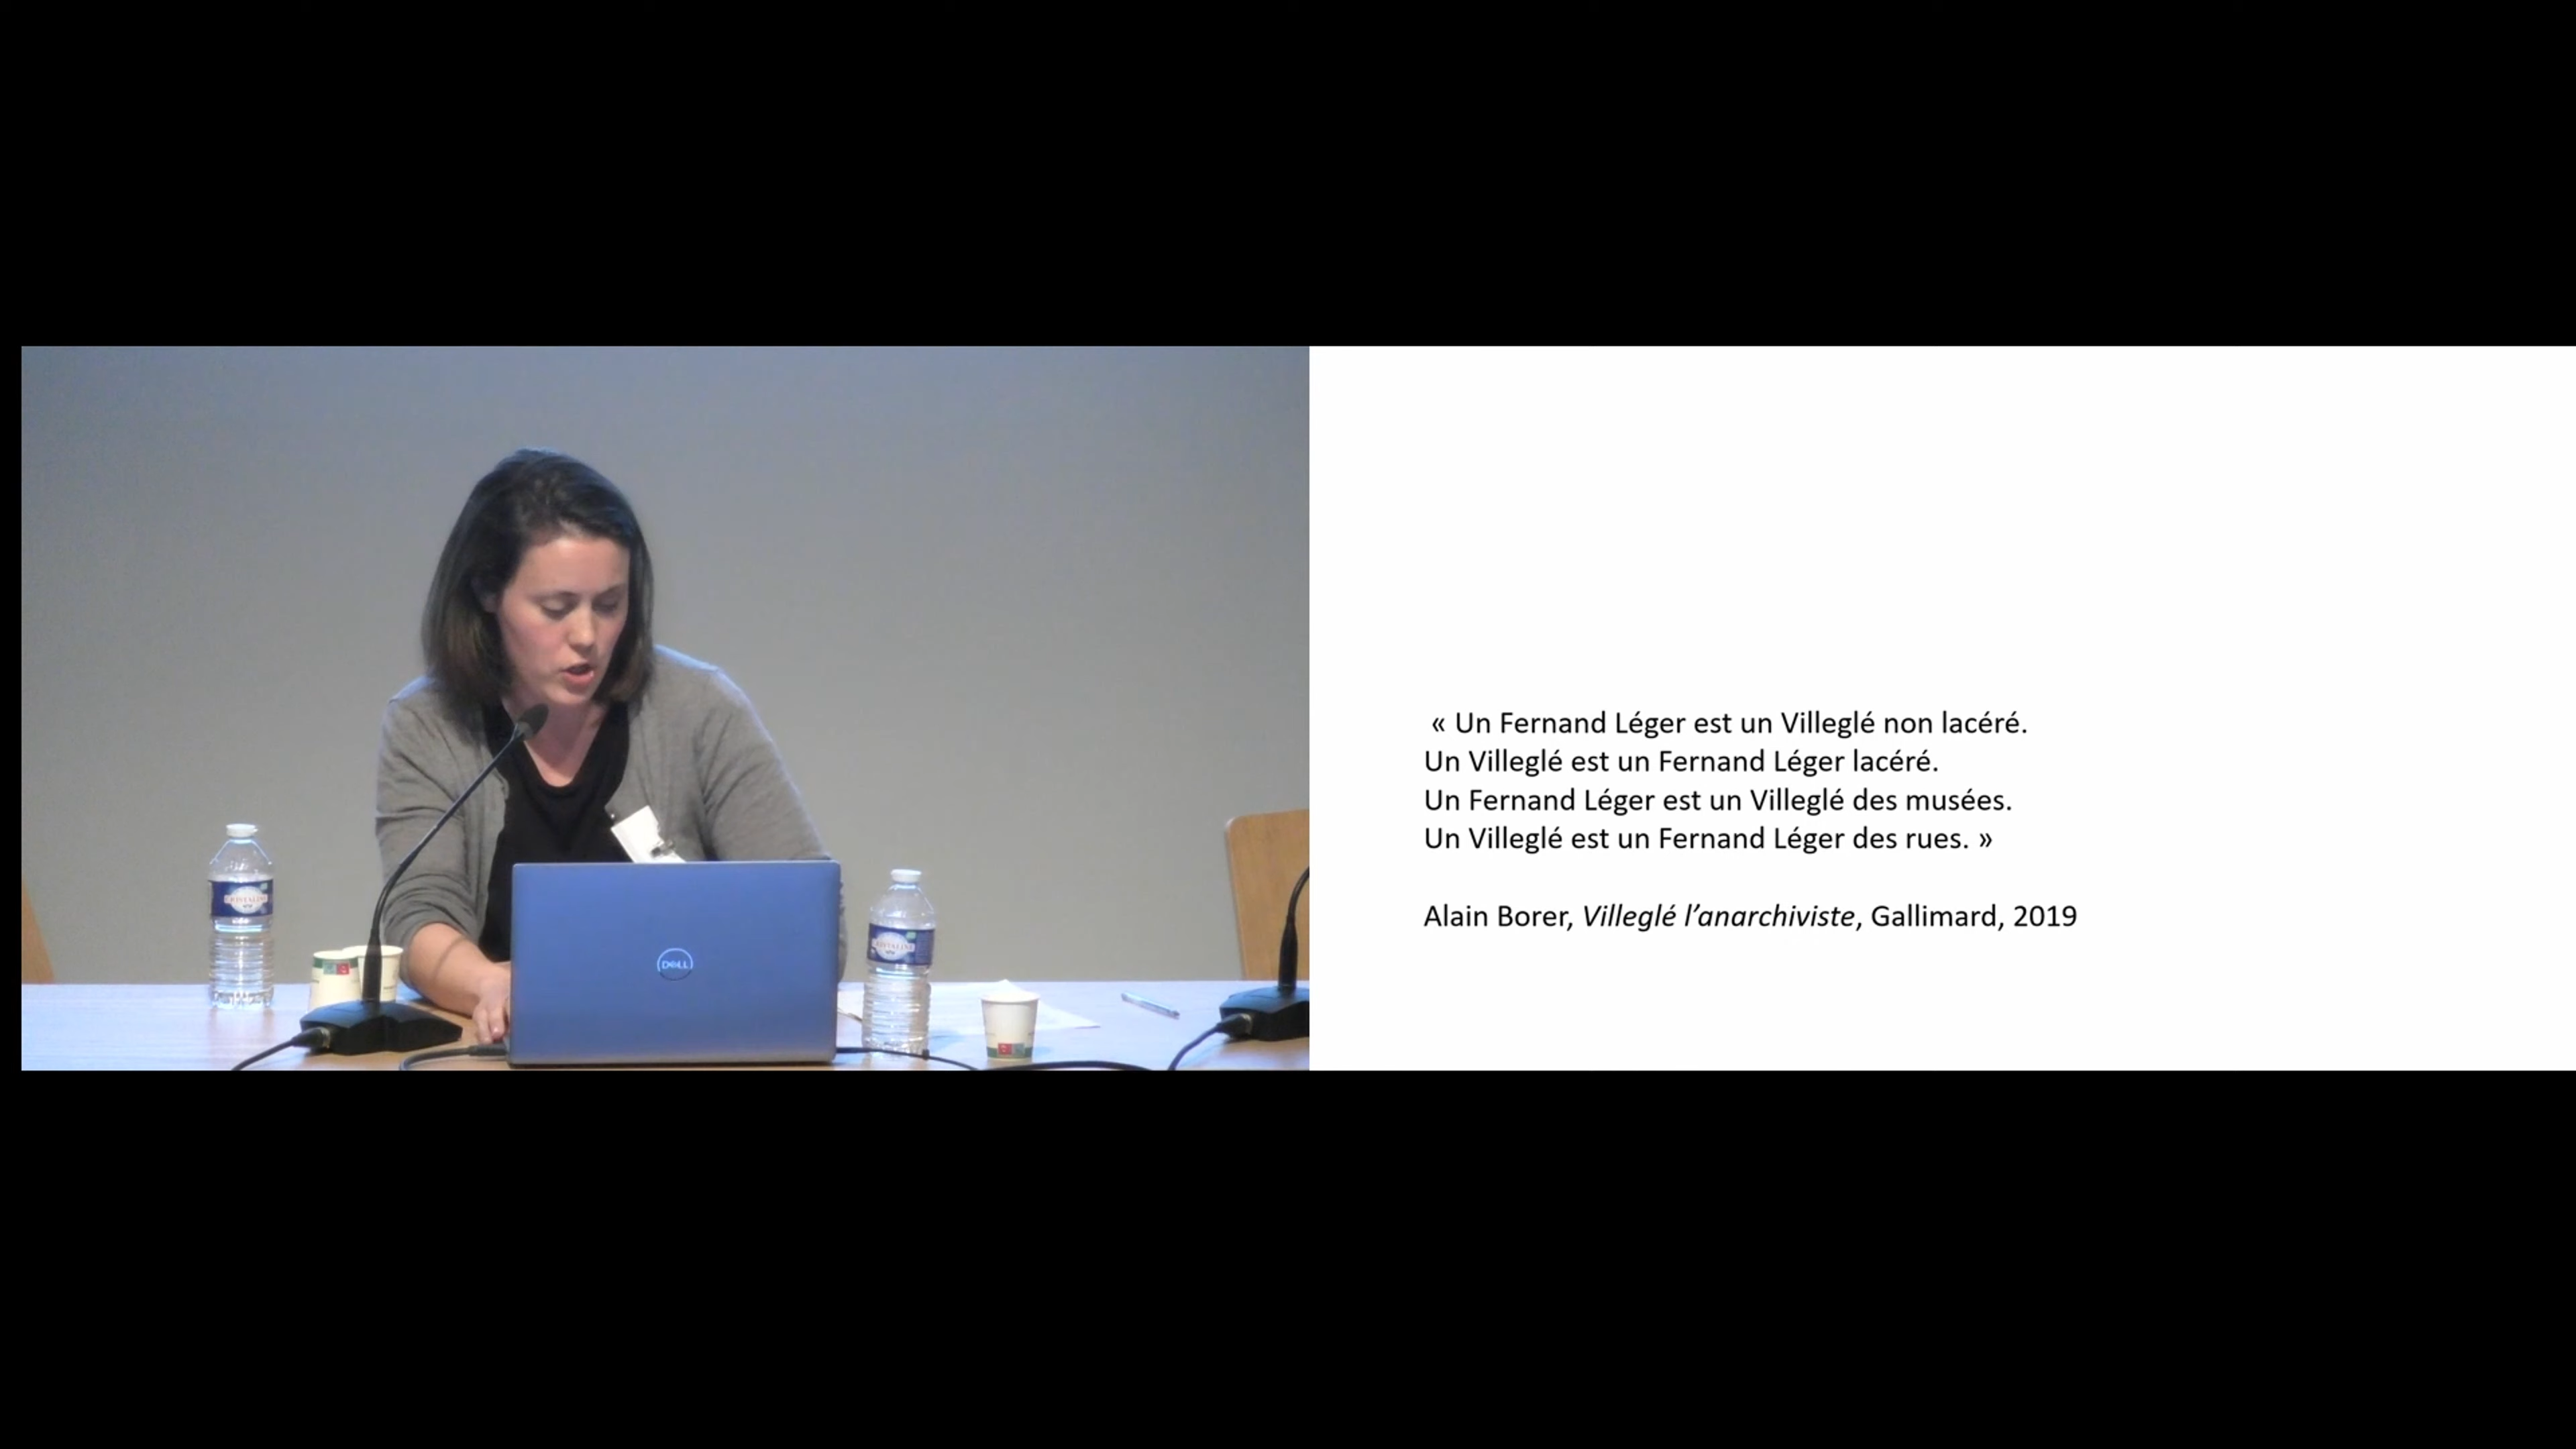 « Un Fernand Léger est un Villeglé non lacéré.
Un Villeglé est un Fernand Léger lacéré.
Un Fernand Léger est un Villeglé des musées.
Un Villeglé est un Fernand Léger des rues. »
Alain Borer, Villeglé l’anarchiviste, Gallimard, 2019
DELL